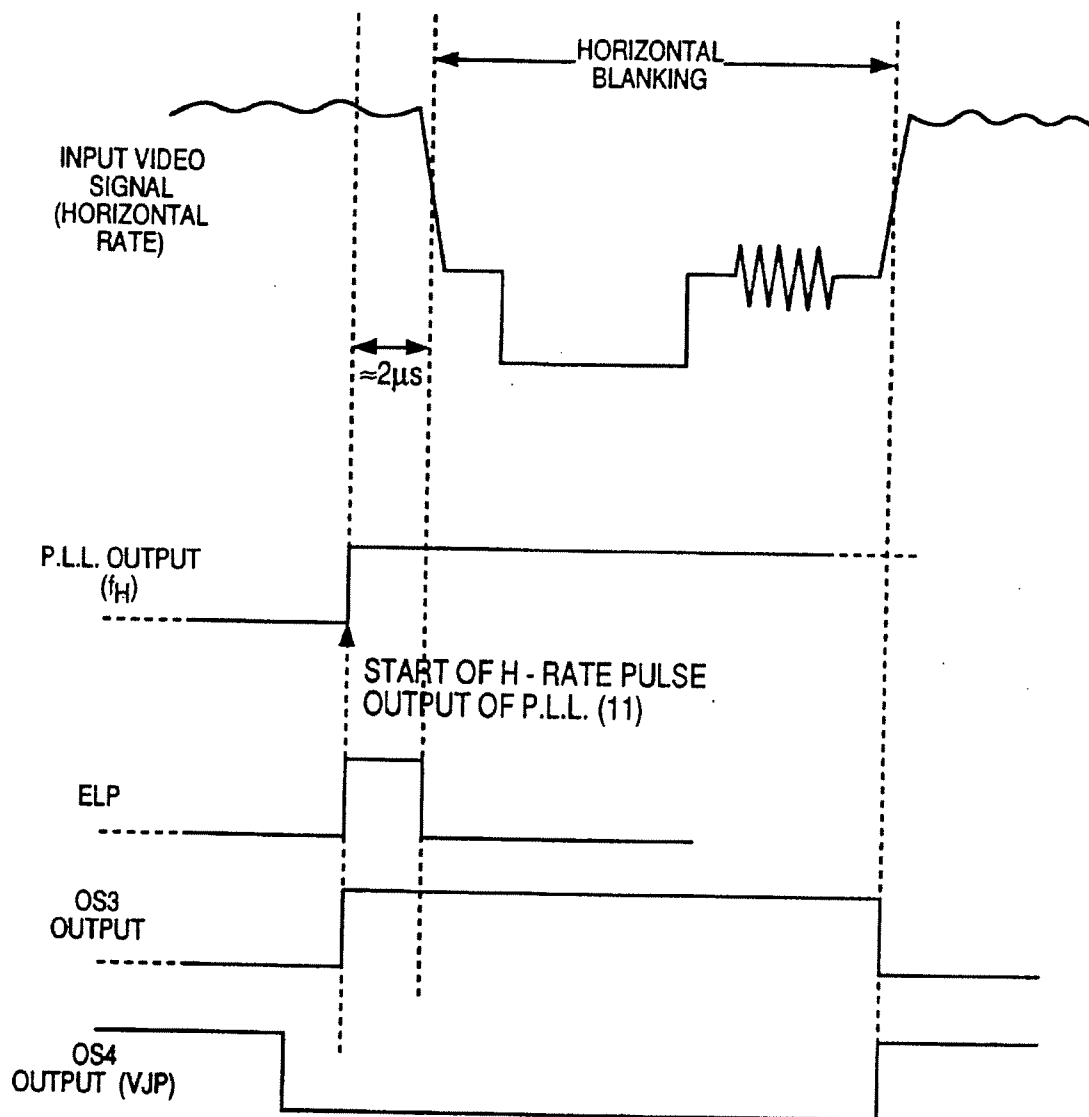 HORIZONTAL
BLANKING
INPUT VIDEO
SIGNAL
(HORIZONTAL
RATE)
≈2μs
P.L.L. OUTPUT
(fH)
START OF H - RATE PULSE
OUTPUT OF P.L.L. (11)
ELP
OS3
OUTPUT
OS4
OUTPUT (VJP)